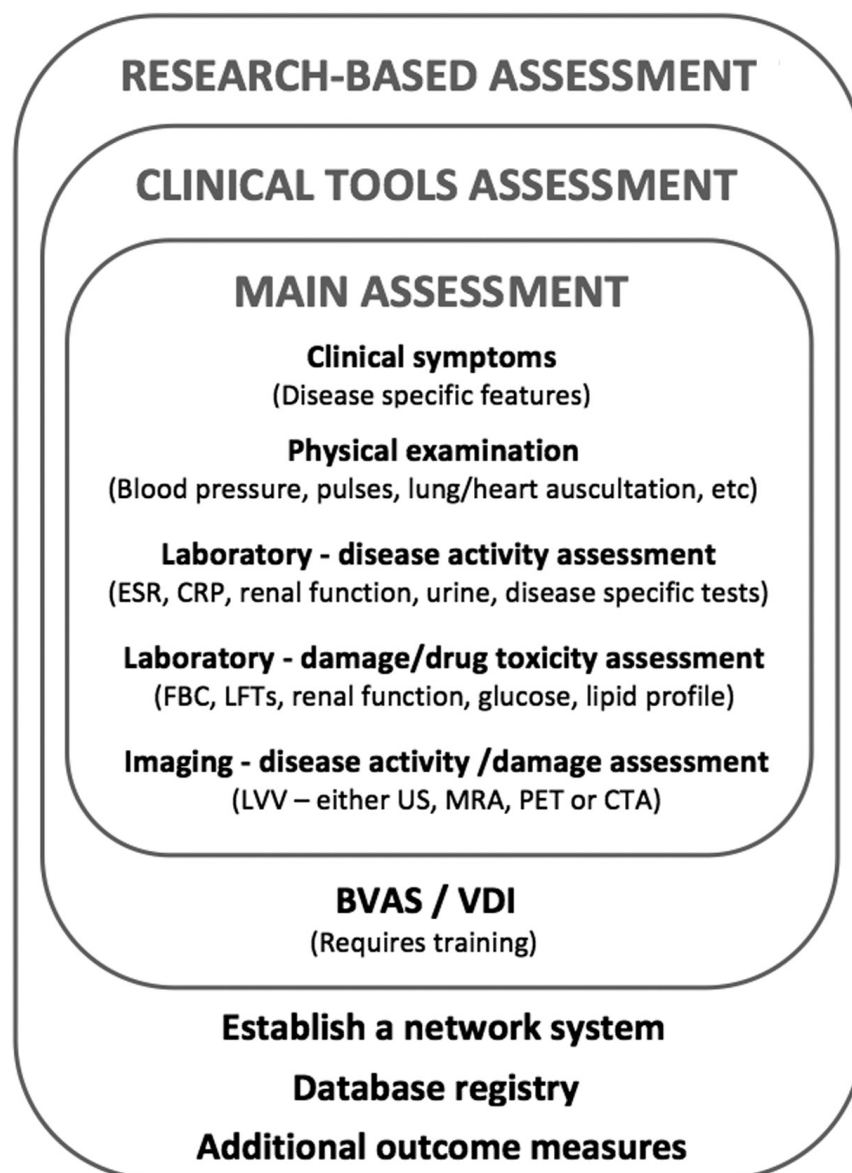 RESEARCH-BASED ASSESSMENT
CLINICAL TOOLS ASSESSMENT
MAIN ASSESSMENT
Clinical symptoms
(Disease specific features)
Physical examination
(Blood pressure, pulses, lung/heart auscultation, etc)
Laboratory - disease activity assessment
(ESR, CRP, renal function, urine, disease specific tests)
Laboratory - damage/drug toxicity assessment
(FBC, LFTs, renal function, glucose, lipid profile)
Imaging - disease activity /damage assessment
(LVV – either US, MRA, PET or CTA)
BVAS / VDI
(Requires training)
Establish a network system
Database registry
Additional outcome measures